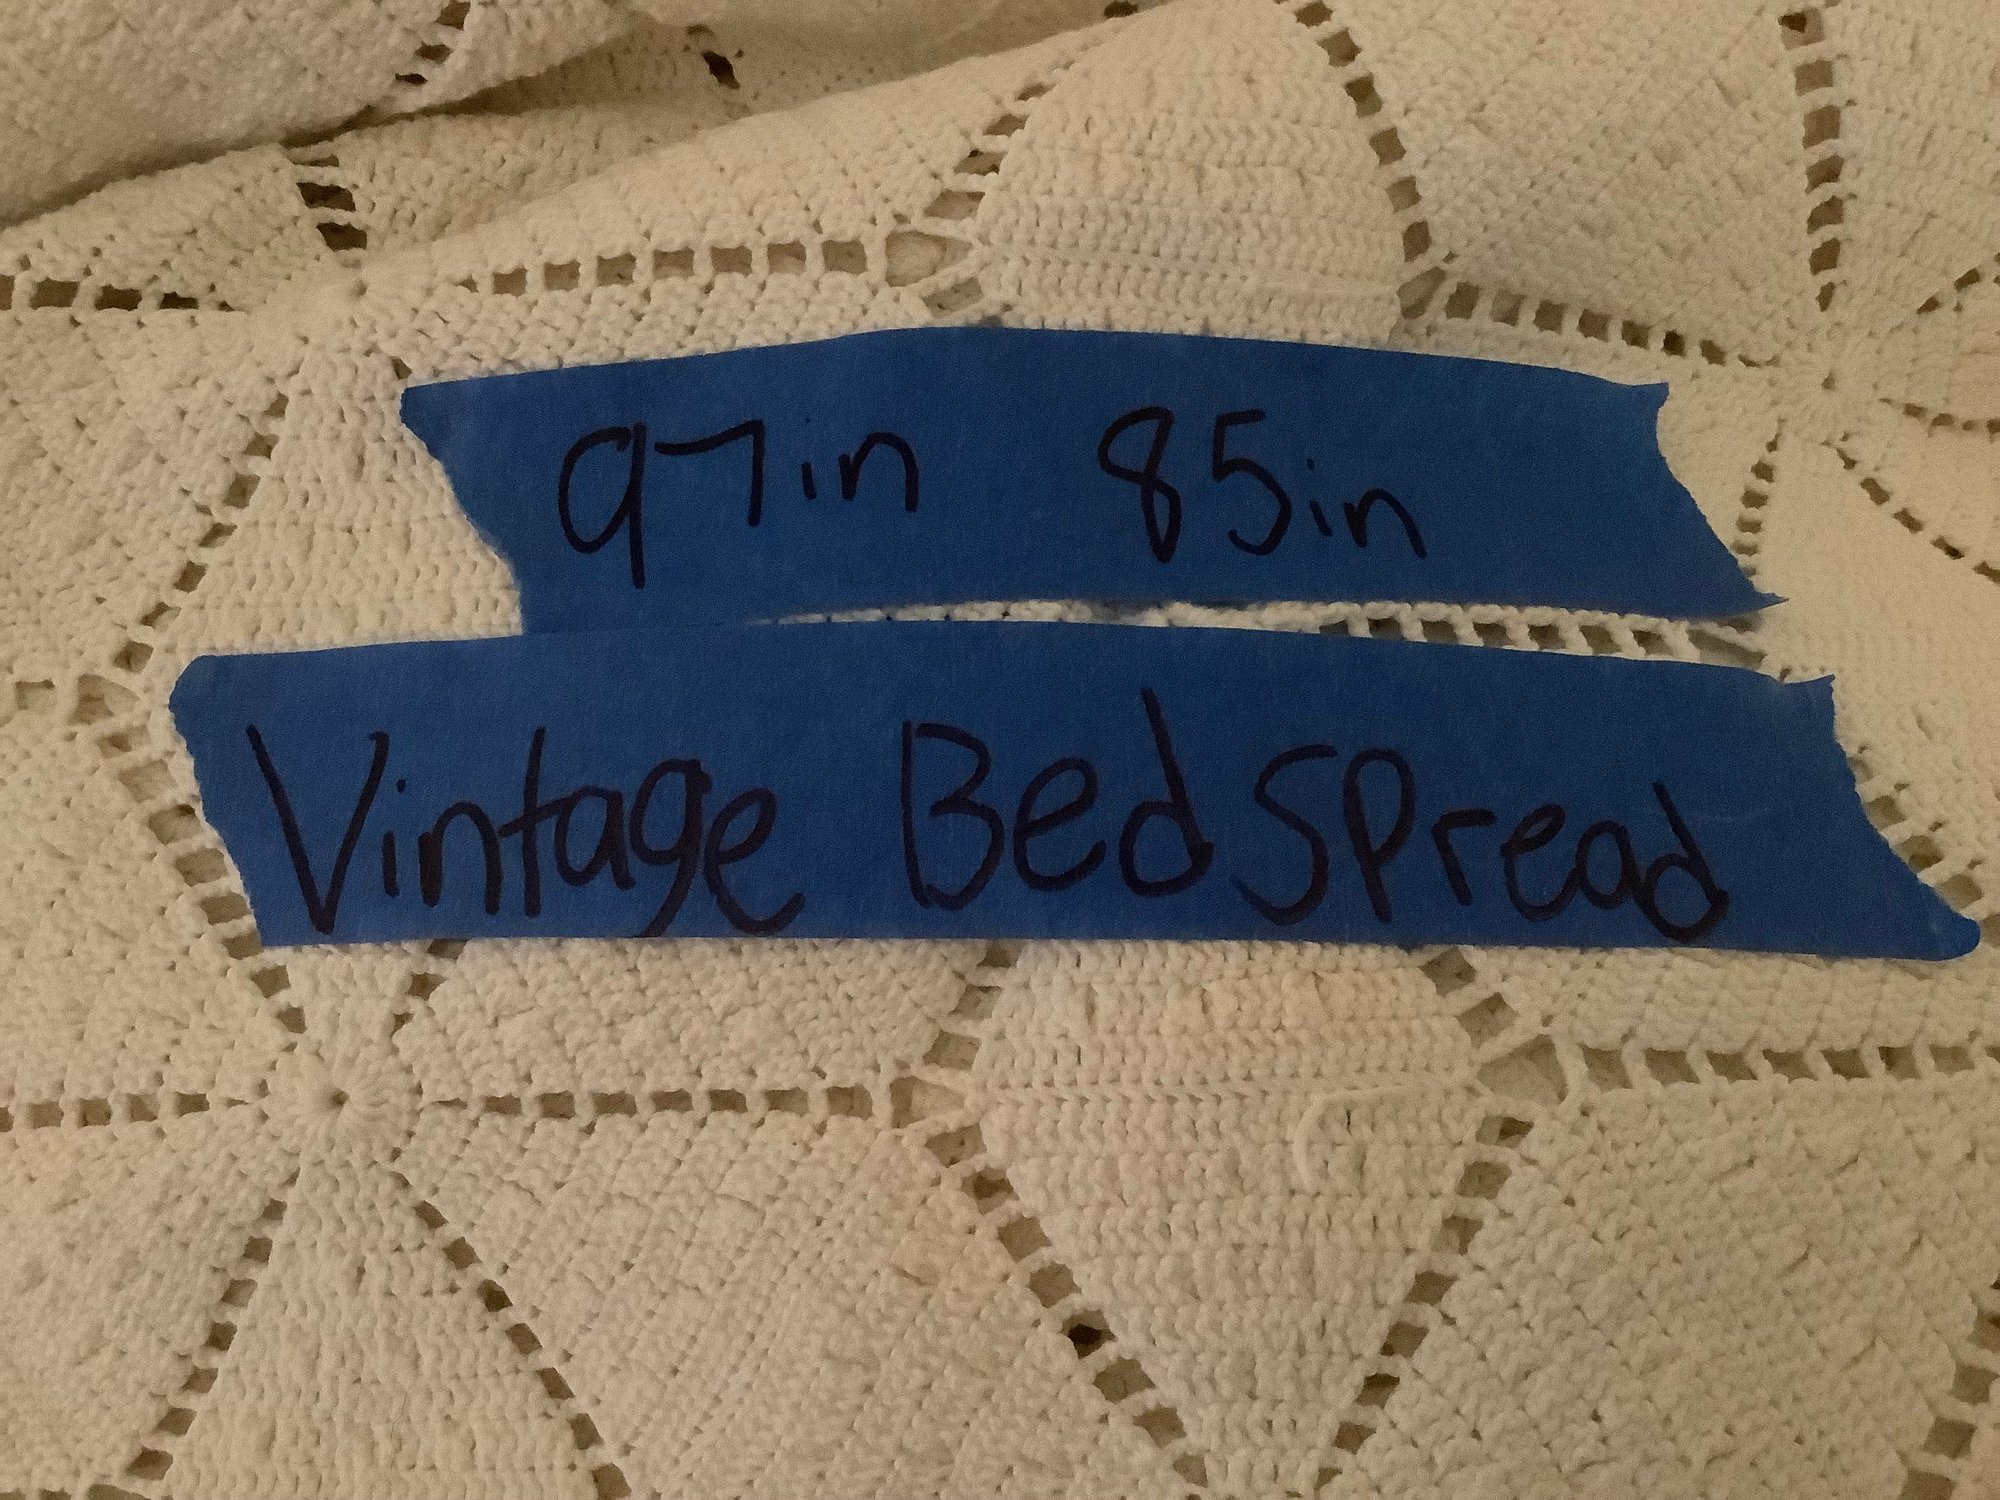 97in 85in
Vintage Bedspread